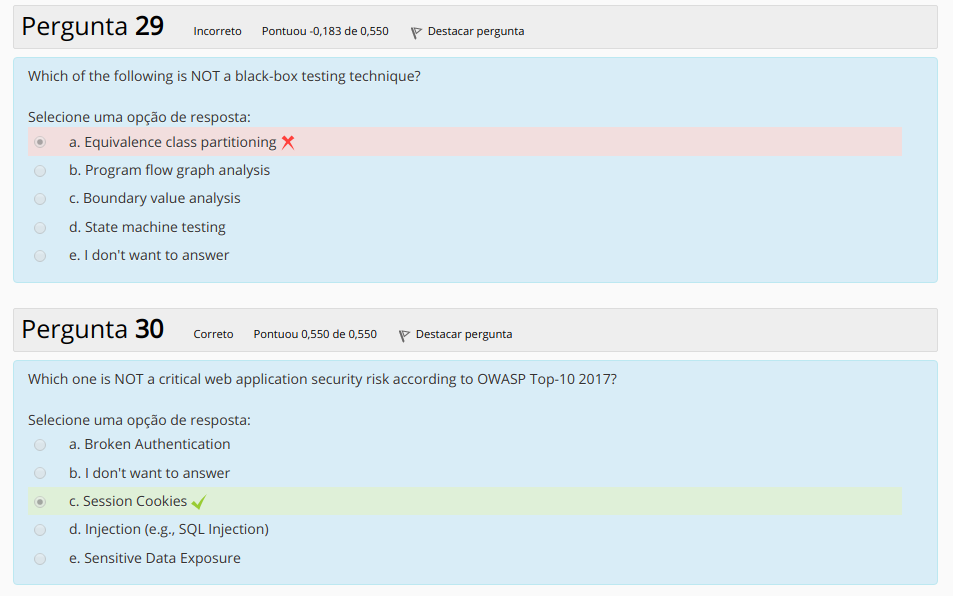 Pergunta 29 Incorreto Pontuou -0,183 de 0,550 Destacar pergunta
Which of the following is NOT a black-box testing technique?
Selecione uma opção de resposta:
a. Equivalence class partitioning
b. Program flow graph analysis
c. Boundary value analysis
d. State machine testing
e. I don't want to answer
Pergunta 30 Correto Pontuou 0,550 de 0,550 Destacar pergunta
Which one is NOT a critical web application security risk according to OWASP Top-10 2017?
Selecione uma opção de resposta:
a. Broken Authentication
b. I don't want to answer
c. Session Cookies
d. Injection (e.g., SQL Injection)
e. Sensitive Data Exposure